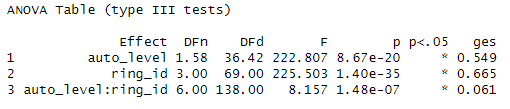 ANOVA Table (type III tests)
Effect DFn DFd F p p<.05 ges
1 auto_level 1.58 36.42 222.807 8.67e-20 * 0.549
2 ring_id 3.00 69.00 225.503 1.40e-35 * 0.665
3 auto_level:ring_id 6.00 138.00 8.157 1.48e-07 * 0.061